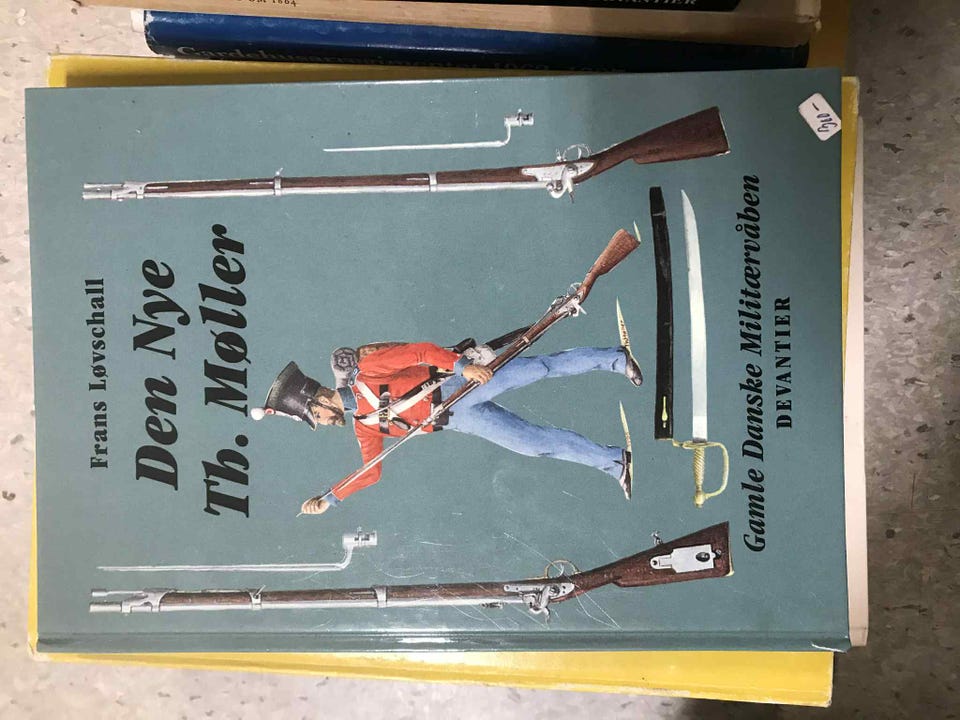 Frans Løvschall
Den Nye
Th. Møller
Gamle Danske Militærvåben
DEVANTIER